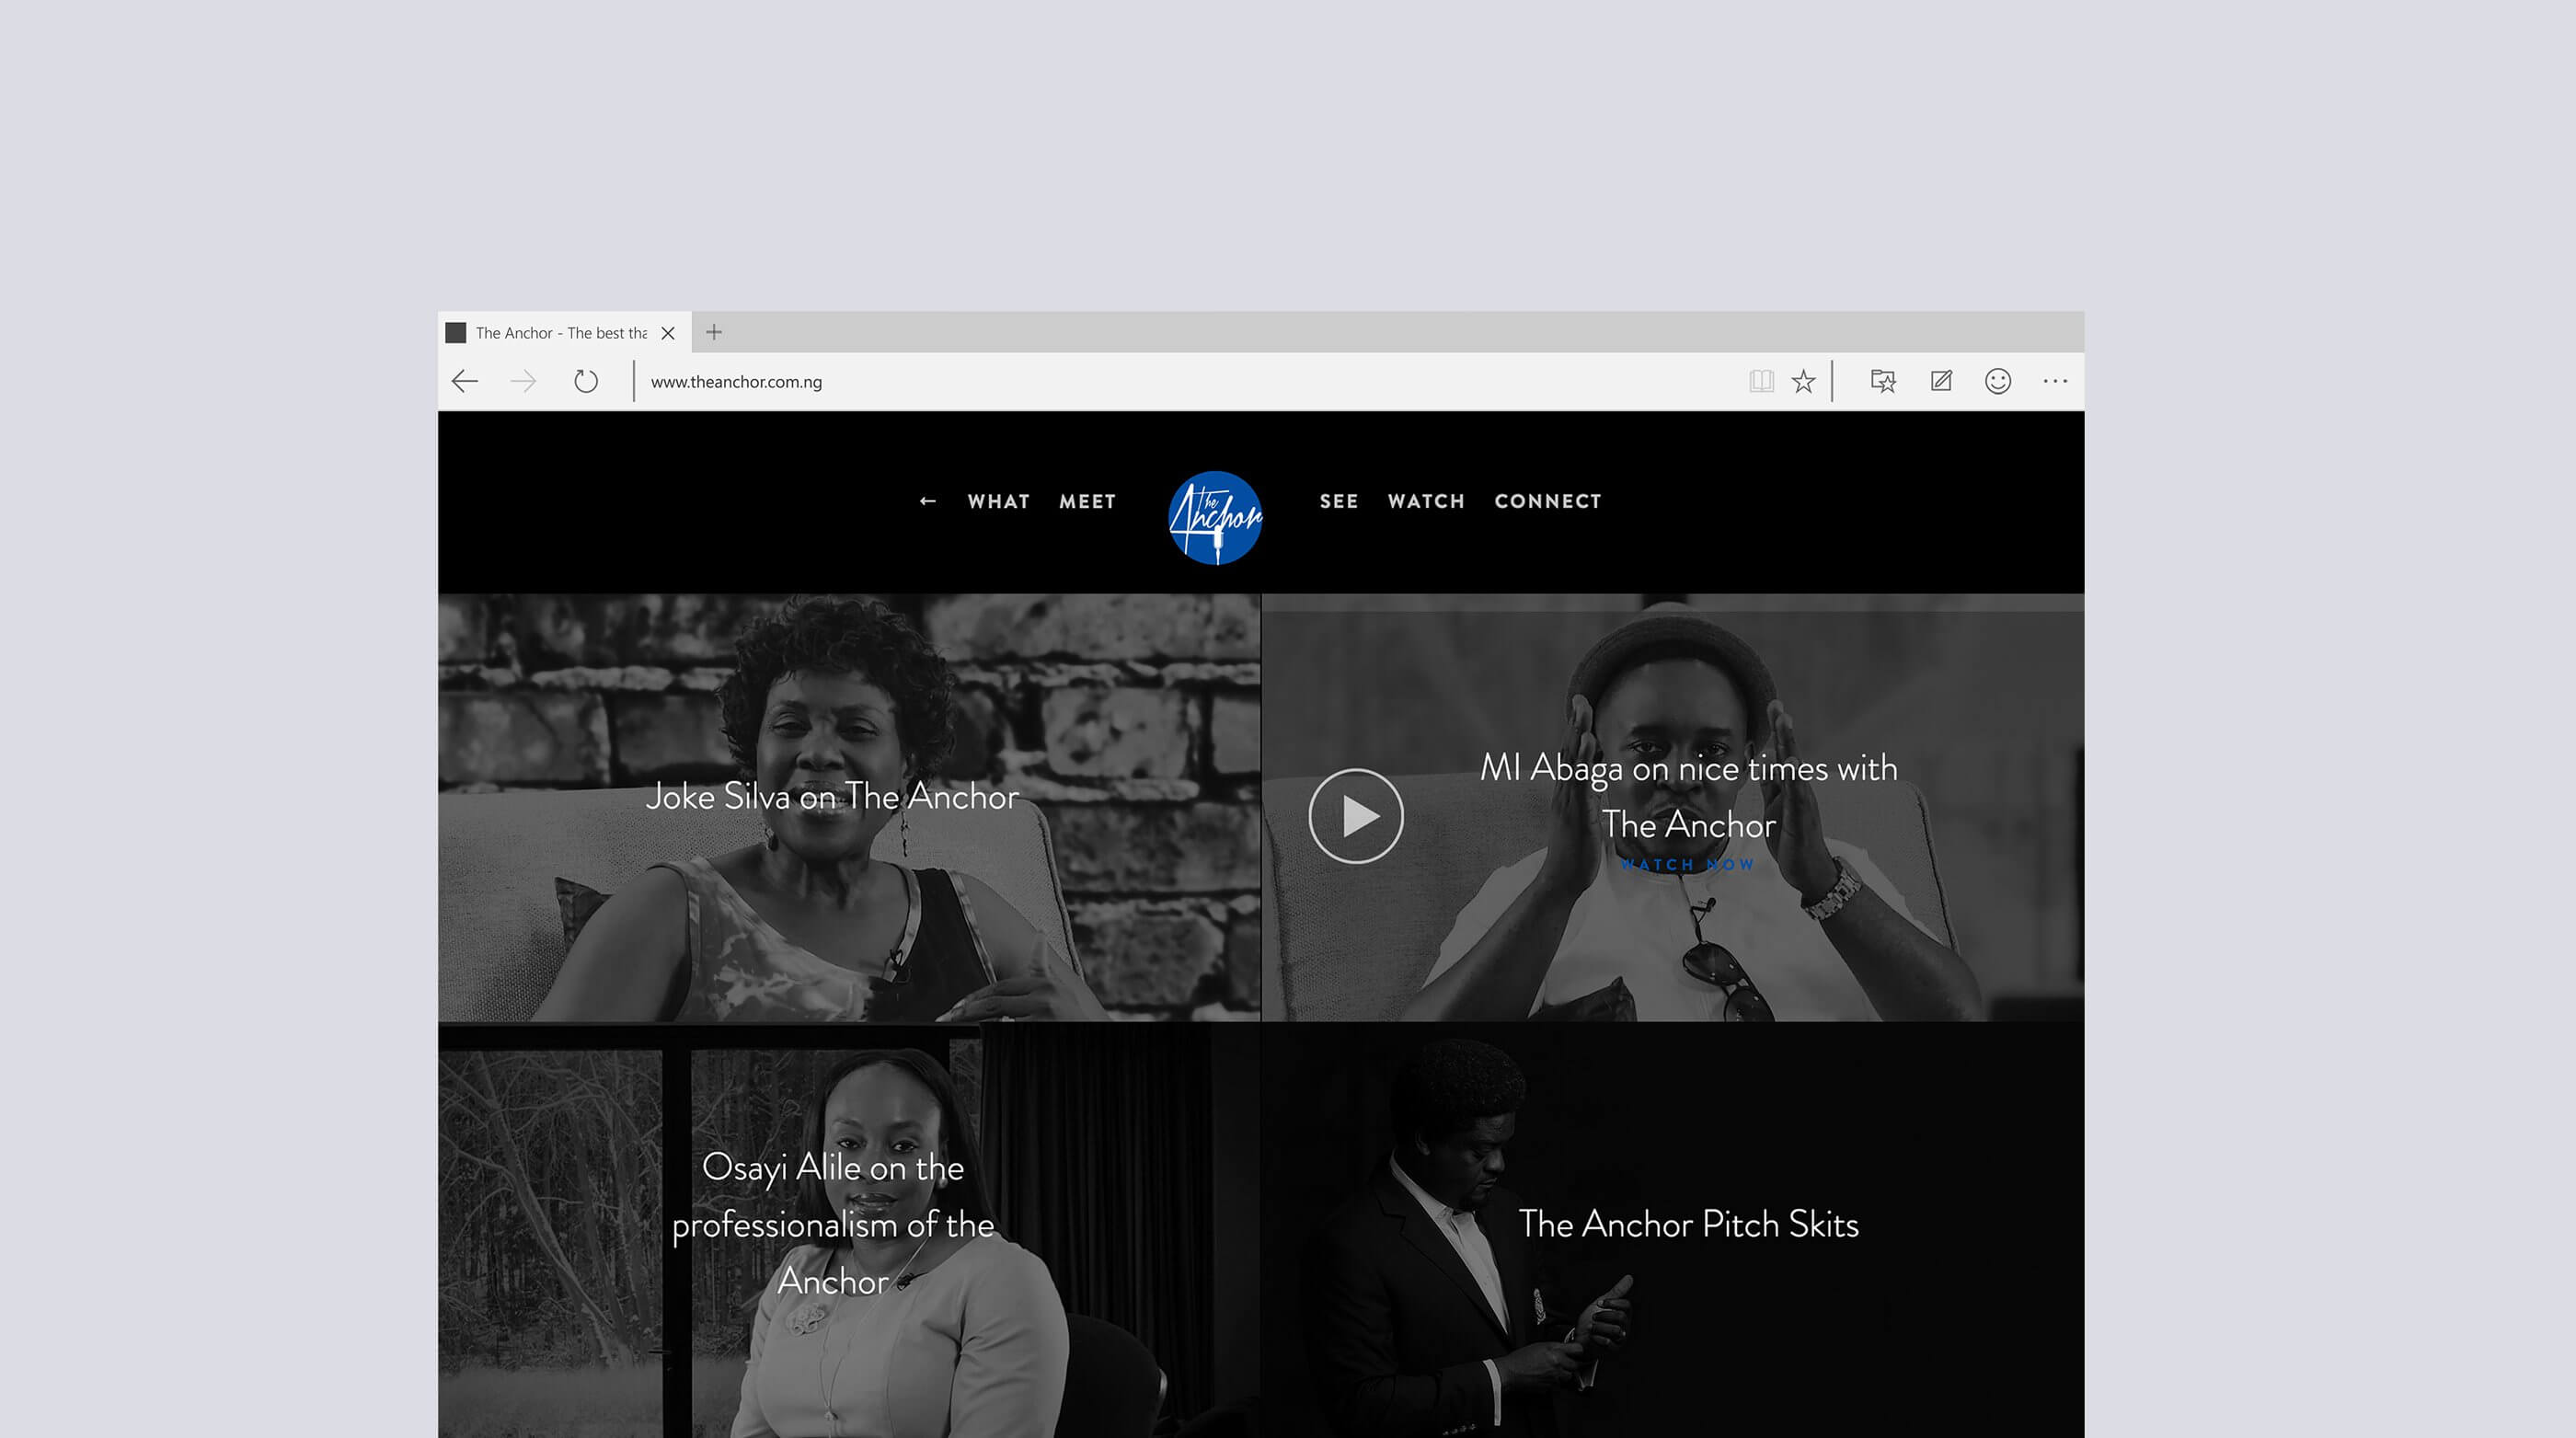 The Anchor - The best tha
www.theanchor.com.ng
WHAT MEET
The
Anchor
SEE WATCH CONNECT
Joke Silva on The Anchor
MI Abaga on nice times with
The Anchor
WATCH NOW
Osayi Alile on the
professionalism of the
Anchor
The Anchor Pitch Skits